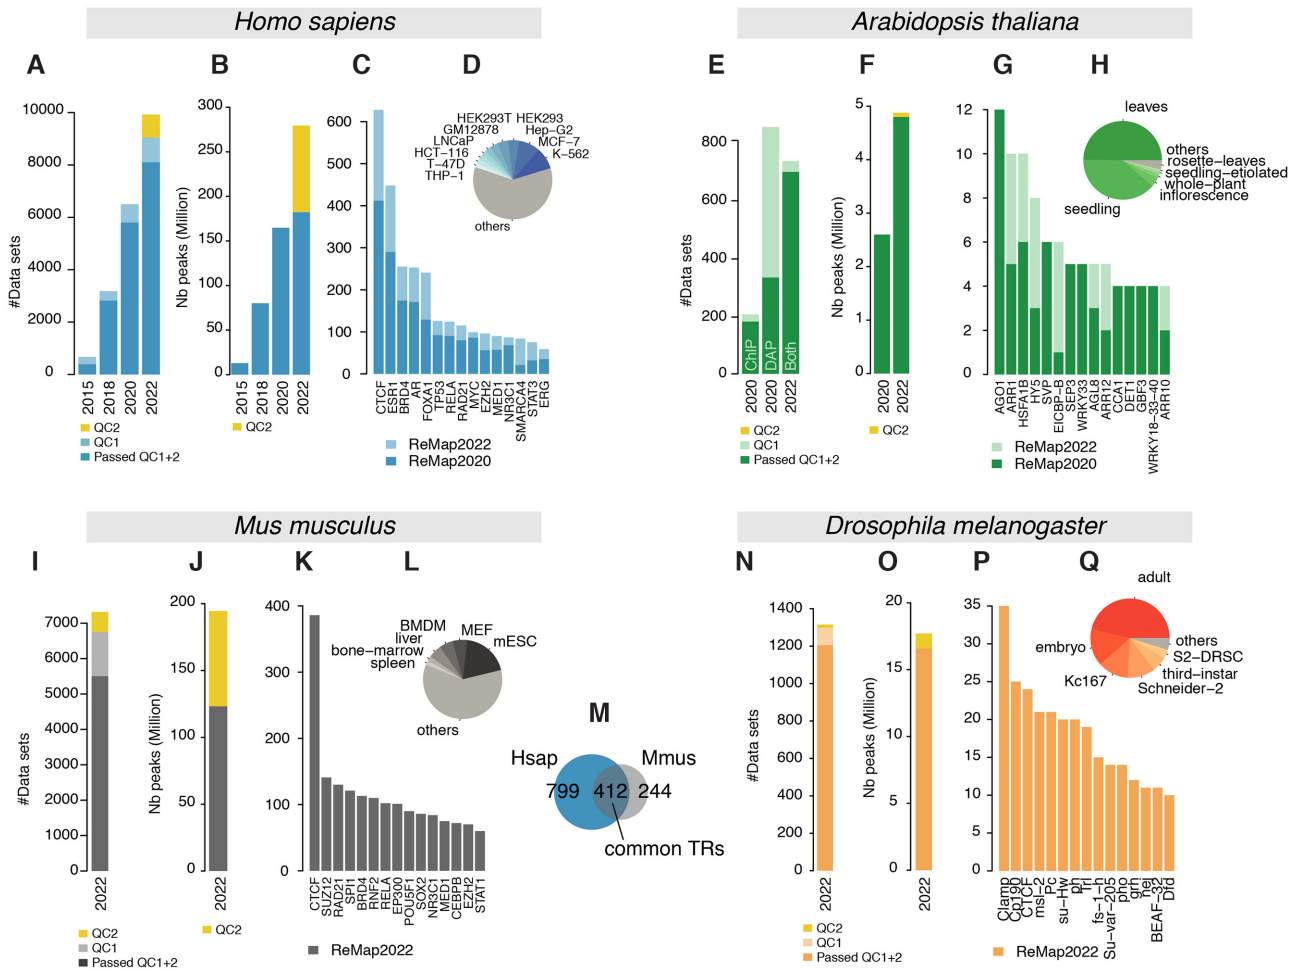 Homo sapiens
Arabidopsis thaliana
A
B
C
D
E
F
G
H
#Data sets
10000
8000
6000
4000
2000
0
2015
2018
2020
2022
QC2
QC1
Passed QC1+2
Nb peaks (Million)
300
250
200
150
100
50
0
2015
2018
2020
2022
QC2
600
500
400
300
200
100
0
CTCF
ESR1
BRD4
AR
FOXA1
TP53
RELA
RAD21
MYC
EZH2
MED1
NR3C1
SMARCA4
STAT3
ERG
ReMap2022
ReMap2020
HEK293T
HEK293
GM12878
Hep-G2
LNCaP
MCF-7
HCT-116
K-562
T-47D
THP-1
others
#Data sets
800
600
400
200
0
ChIP
DAP
Both
2020
2020
2022
QC2
QC1
Passed QC1+2
Nb peaks (Million)
5
4
3
2
1
0
2020
2022
QC2
12
10
8
6
4
2
0
AGO1
ARR1
HSFA1B
HY5
SVP
EICBP-B
SEP3
WRKY33
AGL8
ARR12
CCA1
DET1
GBF3
WRKY18-33-40
ARR10
ReMap2022
ReMap2020
leaves
others
rosette-leaves
seedling-etiolated
whole-plant
inflorescence
seedling
Mus musculus
Drosophila melanogaster
I
J
K
L
N
O
P
Q
#Data sets
7000
6000
5000
4000
3000
2000
1000
0
2022
QC2
QC1
Passed QC1+2
Nb peaks (Million)
200
150
100
50
0
2022
QC2
400
300
200
100
0
CTCF
SUZ12
RAD21
SPI1
BRD4
RNF2
RELA
EP300
POU5F1
SOX2
NR3C1
MED1
CEBPB
EZH2
STAT1
ReMap2022
BMDM
MEF
liver
mESC
bone-marrow
spleen
others
M
Hsap
Mmus
799
412
244
common TRs
#Data sets
1400
1200
1000
800
600
400
200
0
2022
QC2
QC1
Passed QC1+2
Nb peaks (Million)
20
15
10
5
0
2022
35
30
25
20
15
10
5
0
Clamp
Cp190
CTCF
msl-2
Pc
su-Hw
ph
Trl
fs-1-h
Su-var-205
pho
grh
nej
BEAF-32
Dfd
ReMap2022
adult
embryo
others
S2-DRSC
third-instar
Kc167
Schneider-2